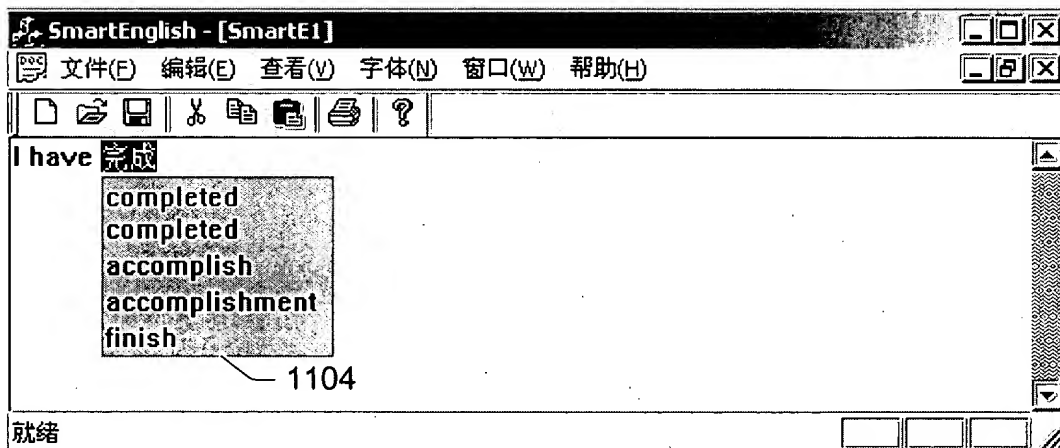 SmartEnglish - [SmartE1]
文件(F) 编辑(E) 查看(V) 字体(N) 窗口(W) 帮助(H)
I have 完成
completed
completed
accomplish
accomplishment
finish
1104
就绪